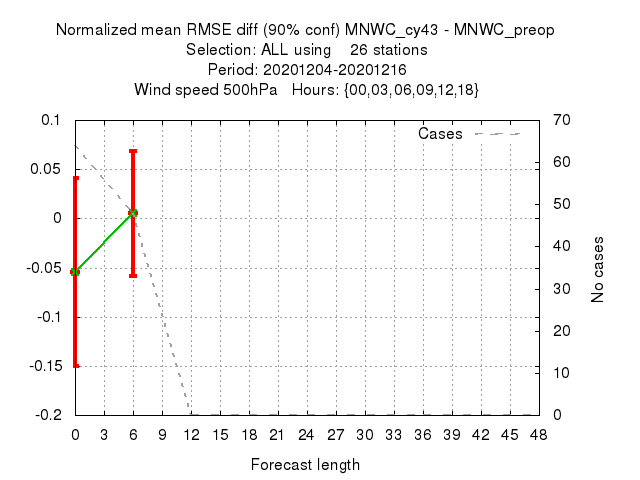 Normalized mean RMSE diff (90% conf) MNWC_cy43 - MNWC_preop
Selection: ALL using    26 stations
Period: 20201204-20201216
Wind speed 500hPa   Hours: {00,03,06,09,12,18}
Cases
0.1
0.05
0
-0.05
-0.1
-0.15
-0.2
70
60
50
40
30
20
10
0
No cases
0 3 6 9 12 15 18 21 24 27 30 33 36 39 42 45 48
Forecast length